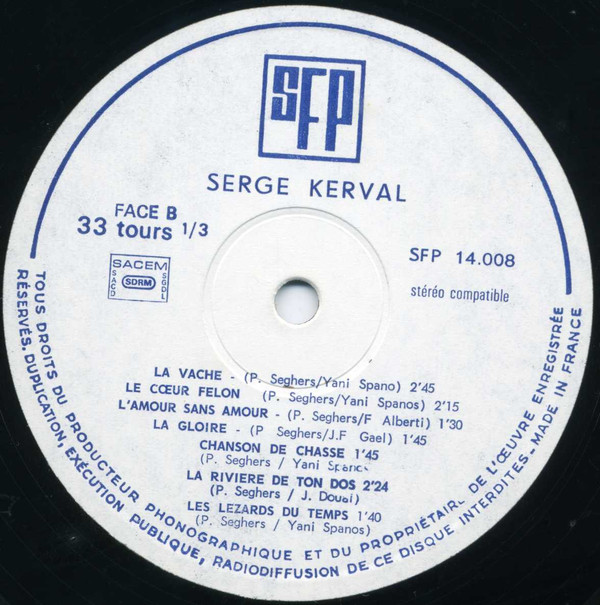 SFP
SERGE KERVAL
FACE B
33 tours 1/3
SACEM
SACD
SDRM
SGDL
SFP 14.008
stéréo compatible
LA VACHE - (P. Seghers/Yani Spano) 2'45
LE CŒUR FELON (P. Seghers/Yani Spanos) 2'15
L'AMOUR SANS AMOUR - (P. Seghers/F Alberti) 1'30
LA GLOIRE - (P Seghers/J.F Gael) 1'45
CHANSON DE CHASSE 1'45
(P. Seghers / Yani Spanos
LA RIVIERE DE TON DOS 2'24
(P. Seghers / J. Douai)
LES LEZARDS DU TEMPS 1'40
(P. Seghers / Yani Spanos)
TOUS DROITS DU PRODUCTEUR PHONOGRAPHIQUE ET DU PROPRIÉTAIRE DE L'ŒUVRE ENREGISTRÉE
RÉSERVÉS. DUPLICATION, EXÉCUTION PUBLIQUE, RADIODIFFUSION DE CE DISQUE INTERDITES.-MADE IN FRANCE